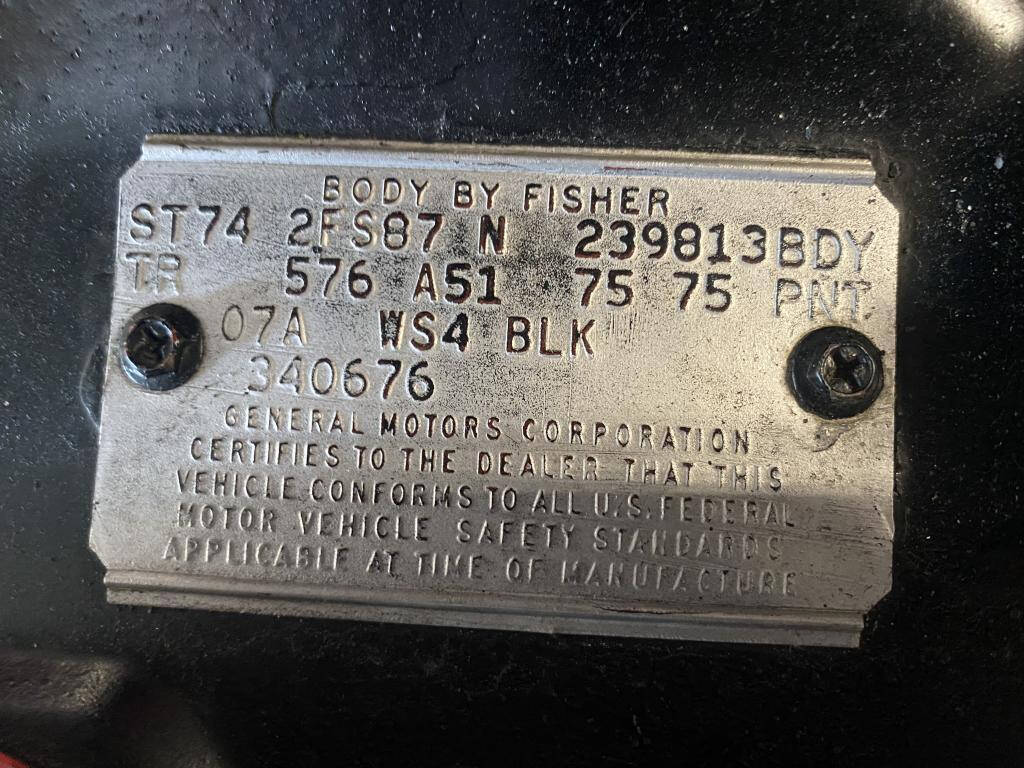 BODY BY FISHER
ST74 2FS87 N 239813 BDY
TR 576 A51 75 75 PNT.
07A WS4 BLK
340676
GENERAL MOTORS CORPORATION
CERTIFIES TO THE DEALER THAT THIS
VEHICLE CONFORMS TO ALL U.S. FEDERAL
MOTOR VEHICLE SAFETY STANDARDS
APPLICABLE AT TIME OF MANUFACTURE